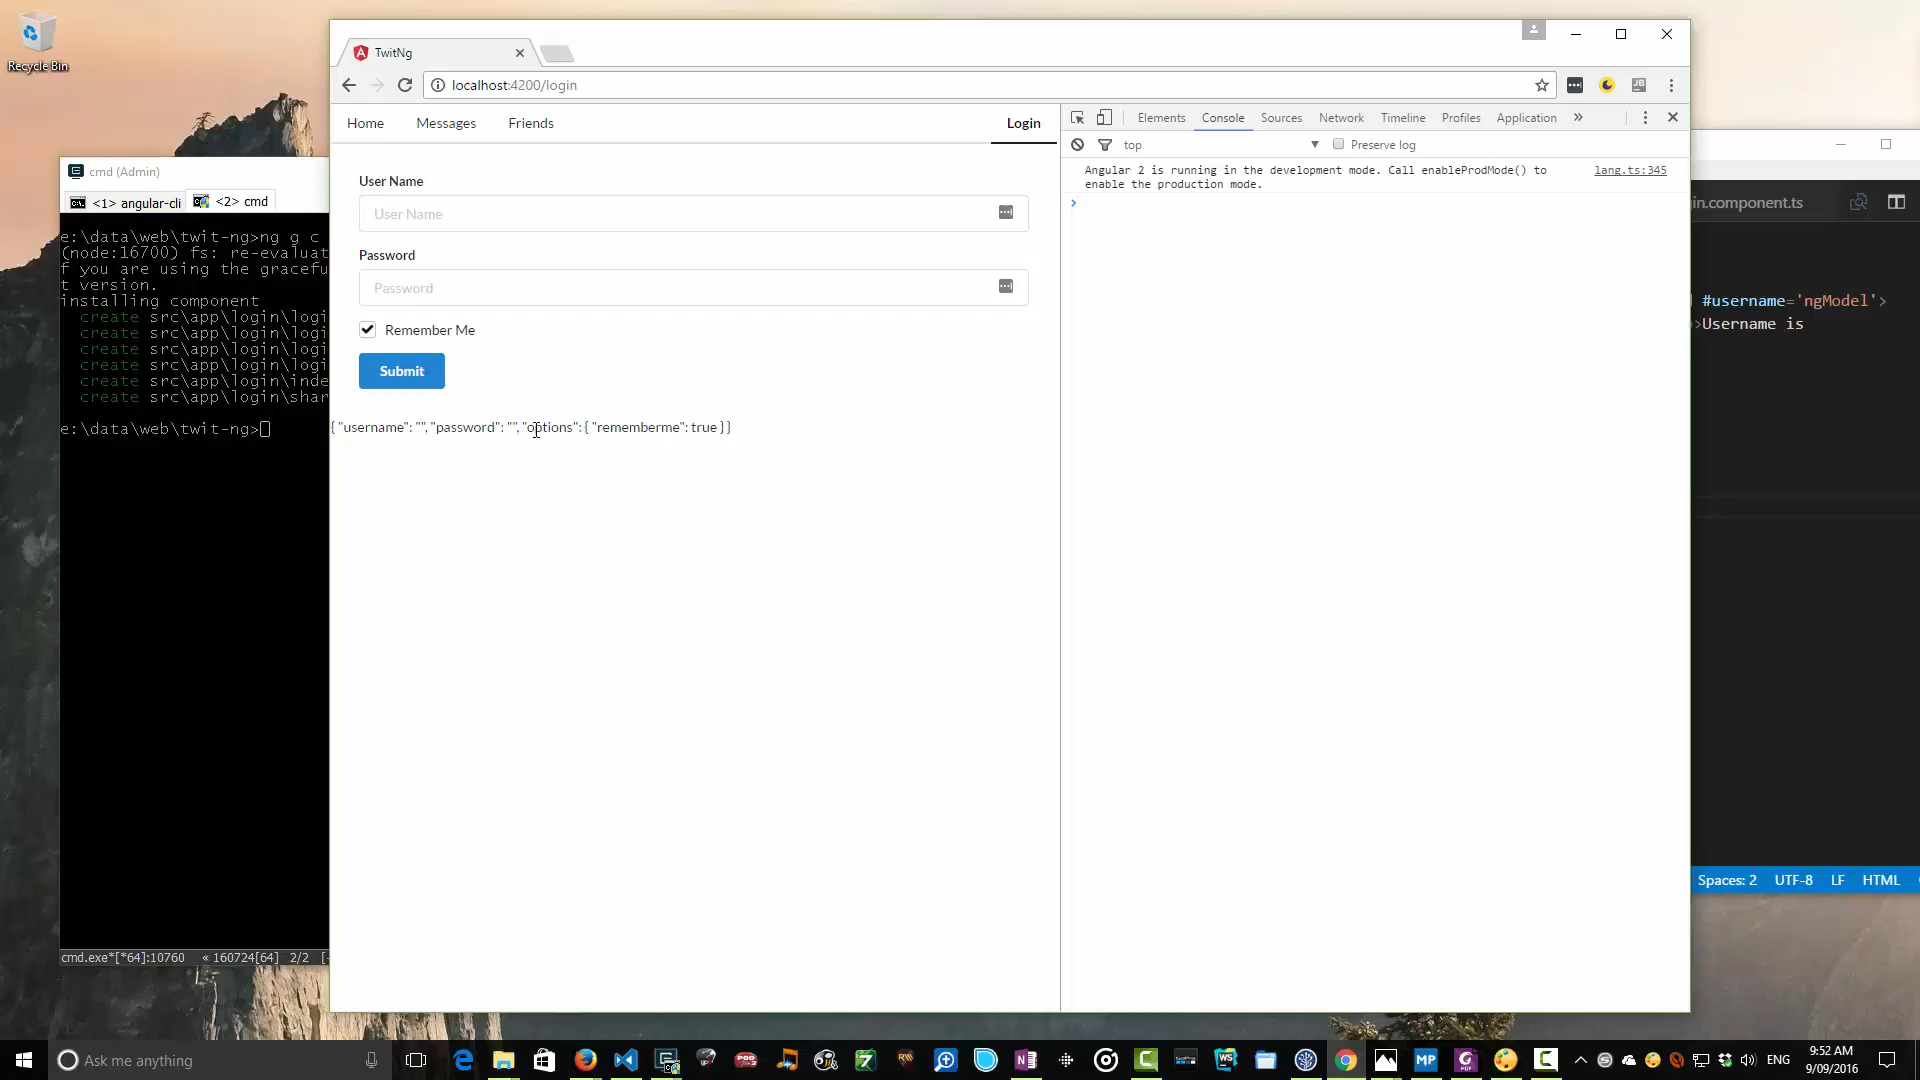 Recycle Bin
TwitNg
localhost:4200/login
Home Messages Friends Login
User Name
User Name
Password
Password
Remember Me
Submit
{ "username": "", "password": "", "options": { "rememberme": true } }
Elements Console Sources Network Timeline Profiles Application »
top Preserve log
Angular 2 is running in the development mode. Call enableProdMode() to lang.ts:345
enable the production mode.
cmd (Admin)
<1> angular-cli <2> cmd
e:\data\web\twit-ng>ng g c
(node:16700) fs: re-evaluat
f you are using the gracefu
t version.
installing component
create src\app\login\logi
create src\app\login\logi
create src\app\login\logi
create src\app\login\logi
create src\app\login\inde
create src\app\login\shar
e:\data\web\twit-ng>
cmd.exe*[*64]:10760 « 160724[64] 2/2 [-
in.component.ts
#username='ngModel'>
>Username is
Spaces: 2 UTF-8 LF HTML
Ask me anything
ENG
9:52 AM
9/09/2016